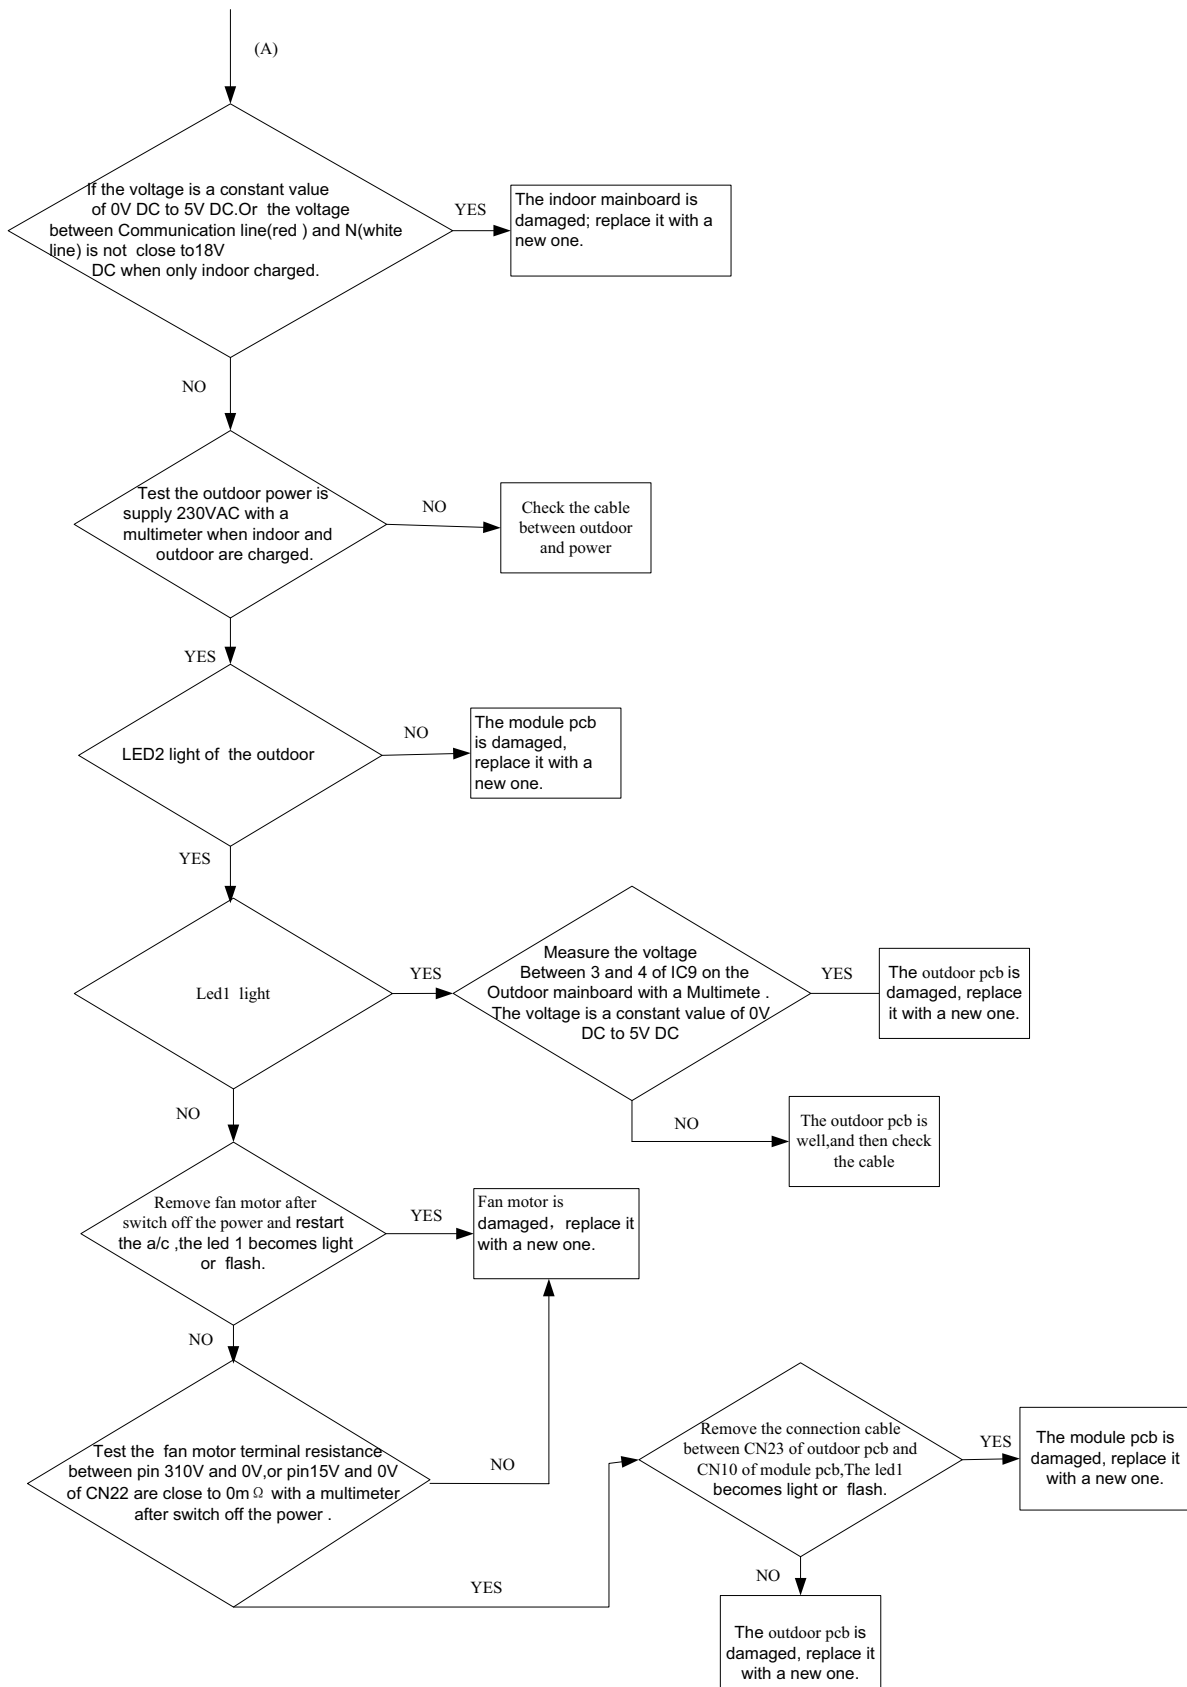 (A)
If the voltage is a constant value
of 0V DC to 5V DC.Or the voltage
between Communication line(red ) and N(white
line) is not close to18V
DC when only indoor charged.
YES
The indoor mainboard is
damaged; replace it with a
new one.
NO
Test the outdoor power is
supply 230VAC with a
multimeter when indoor and
outdoor are charged.
NO
Check the cable
between outdoor
and power
YES
LED2 light of the outdoor
NO
The module pcb
is damaged,
replace it with a
new one.
YES
Led1 light
YES
Measure the voltage
Between 3 and 4 of IC9 on the
Outdoor mainboard with a Multimete .
The voltage is a constant value of 0V
DC to 5V DC
YES
The outdoor pcb is
damaged, replace
it with a new one.
NO
The outdoor pcb is
well,and then check
the cable
NO
Remove fan motor after
switch off the power and restart
the a/c ,the led 1 becomes light
or flash.
YES
Fan motor is
damaged，replace it
with a new one.
NO
Test the fan motor terminal resistance
between pin 310V and 0V,or pin15V and 0V
of CN22 are close to 0mΩ with a multimeter
after switch off the power .
NO
YES
Remove the connection cable
between CN23 of outdoor pcb and
CN10 of module pcb,The led1
becomes light or flash.
YES
The module pcb is
damaged, replace it
with a new one.
NO
The outdoor pcb is
damaged, replace it
with a new one.